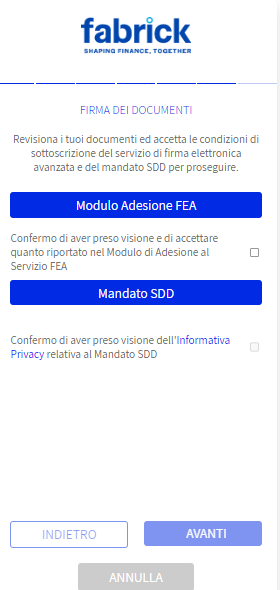 fabrick
SHAPING FINANCE, TOGETHER
FIRMA DEI DOCUMENTI
Revisiona i tuoi documenti ed accetta le condizioni di
sottoscrizione del servizio di firma elettronica
avanzata e del mandato SDD per proseguire.
Modulo Adesione FEA
Confermo di aver preso visione e di accettare
quanto riportato nel Modulo di Adesione al
Servizio FEA
Mandato SDD
Confermo di aver preso visione dell'Informativa
Privacy relativa al Mandato SDD
INDIETRO
AVANTI
ANNULLA